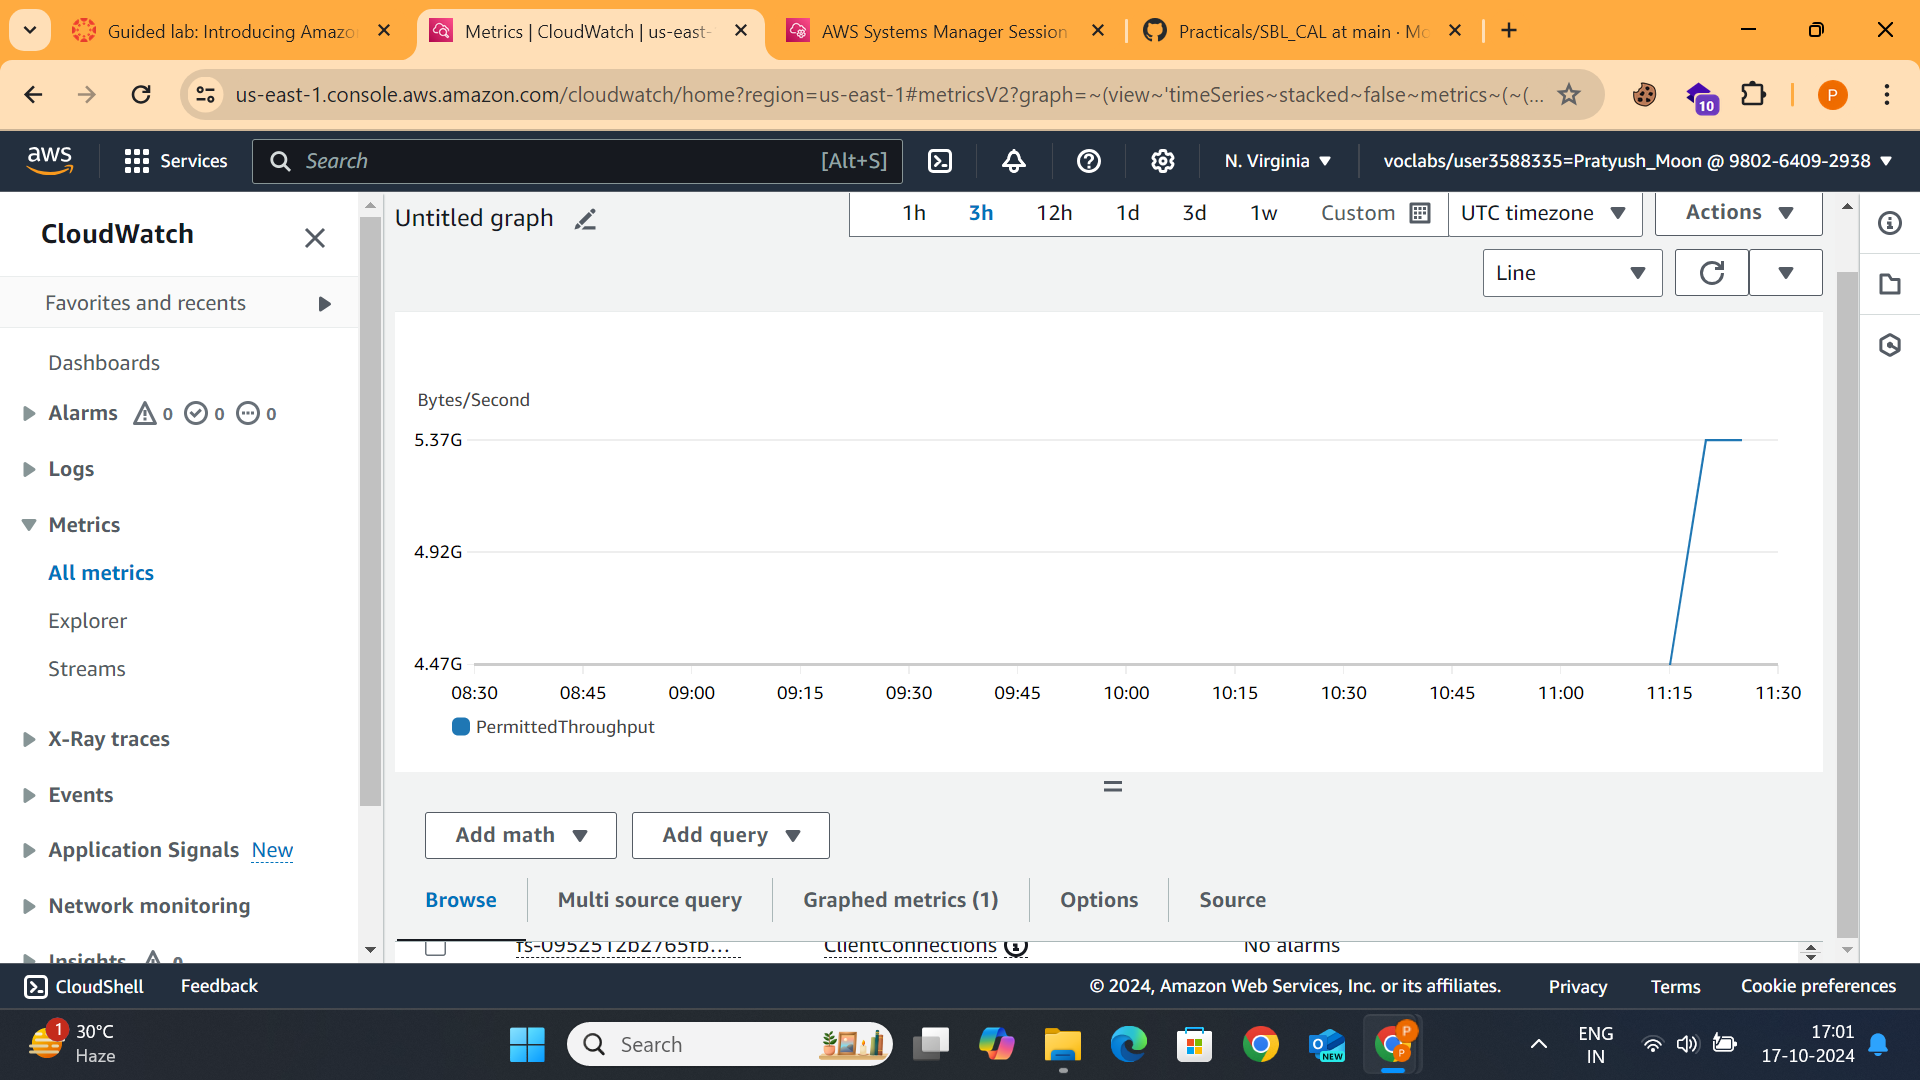 Guided lab: Introducing Amazo
Metrics | CloudWatch | us-east-
AWS Systems Manager Session
Practicals/SBL_CAL at main · Mo
us-east-1.console.aws.amazon.com/cloudwatch/home?region=us-east-1#metricsV2?graph=~(view~'timeSeries~stacked~false~metrics~(~(...
10
P
aws
Services
Search
[Alt+S]
N. Virginia
voclabs/user3588335=Pratyush_Moon @ 9802-6409-2938
CloudWatch
Favorites and recents
Dashboards
Alarms 0 0 0
Logs
Metrics
All metrics
Explorer
Streams
X-Ray traces
Events
Application Signals New
Network monitoring
Insights 0
Untitled graph
1h 3h 12h 1d 3d 1w Custom
UTC timezone
Actions
Line
Bytes/Second
5.37G
4.92G
4.47G
08:30 08:45 09:00 09:15 09:30 09:45 10:00 10:15 10:30 10:45 11:00 11:15 11:30
PermittedThroughput
Add math
Add query
Browse
Multi source query
Graphed metrics (1)
Options
Source
fs-0952512b2765fb...
ClientConnections
No alarms
CloudShell
Feedback
© 2024, Amazon Web Services, Inc. or its affiliates.
Privacy
Terms
Cookie preferences
1
30°C
Haze
Search
NEW
P
P
ENG
IN
17:01
17-10-2024